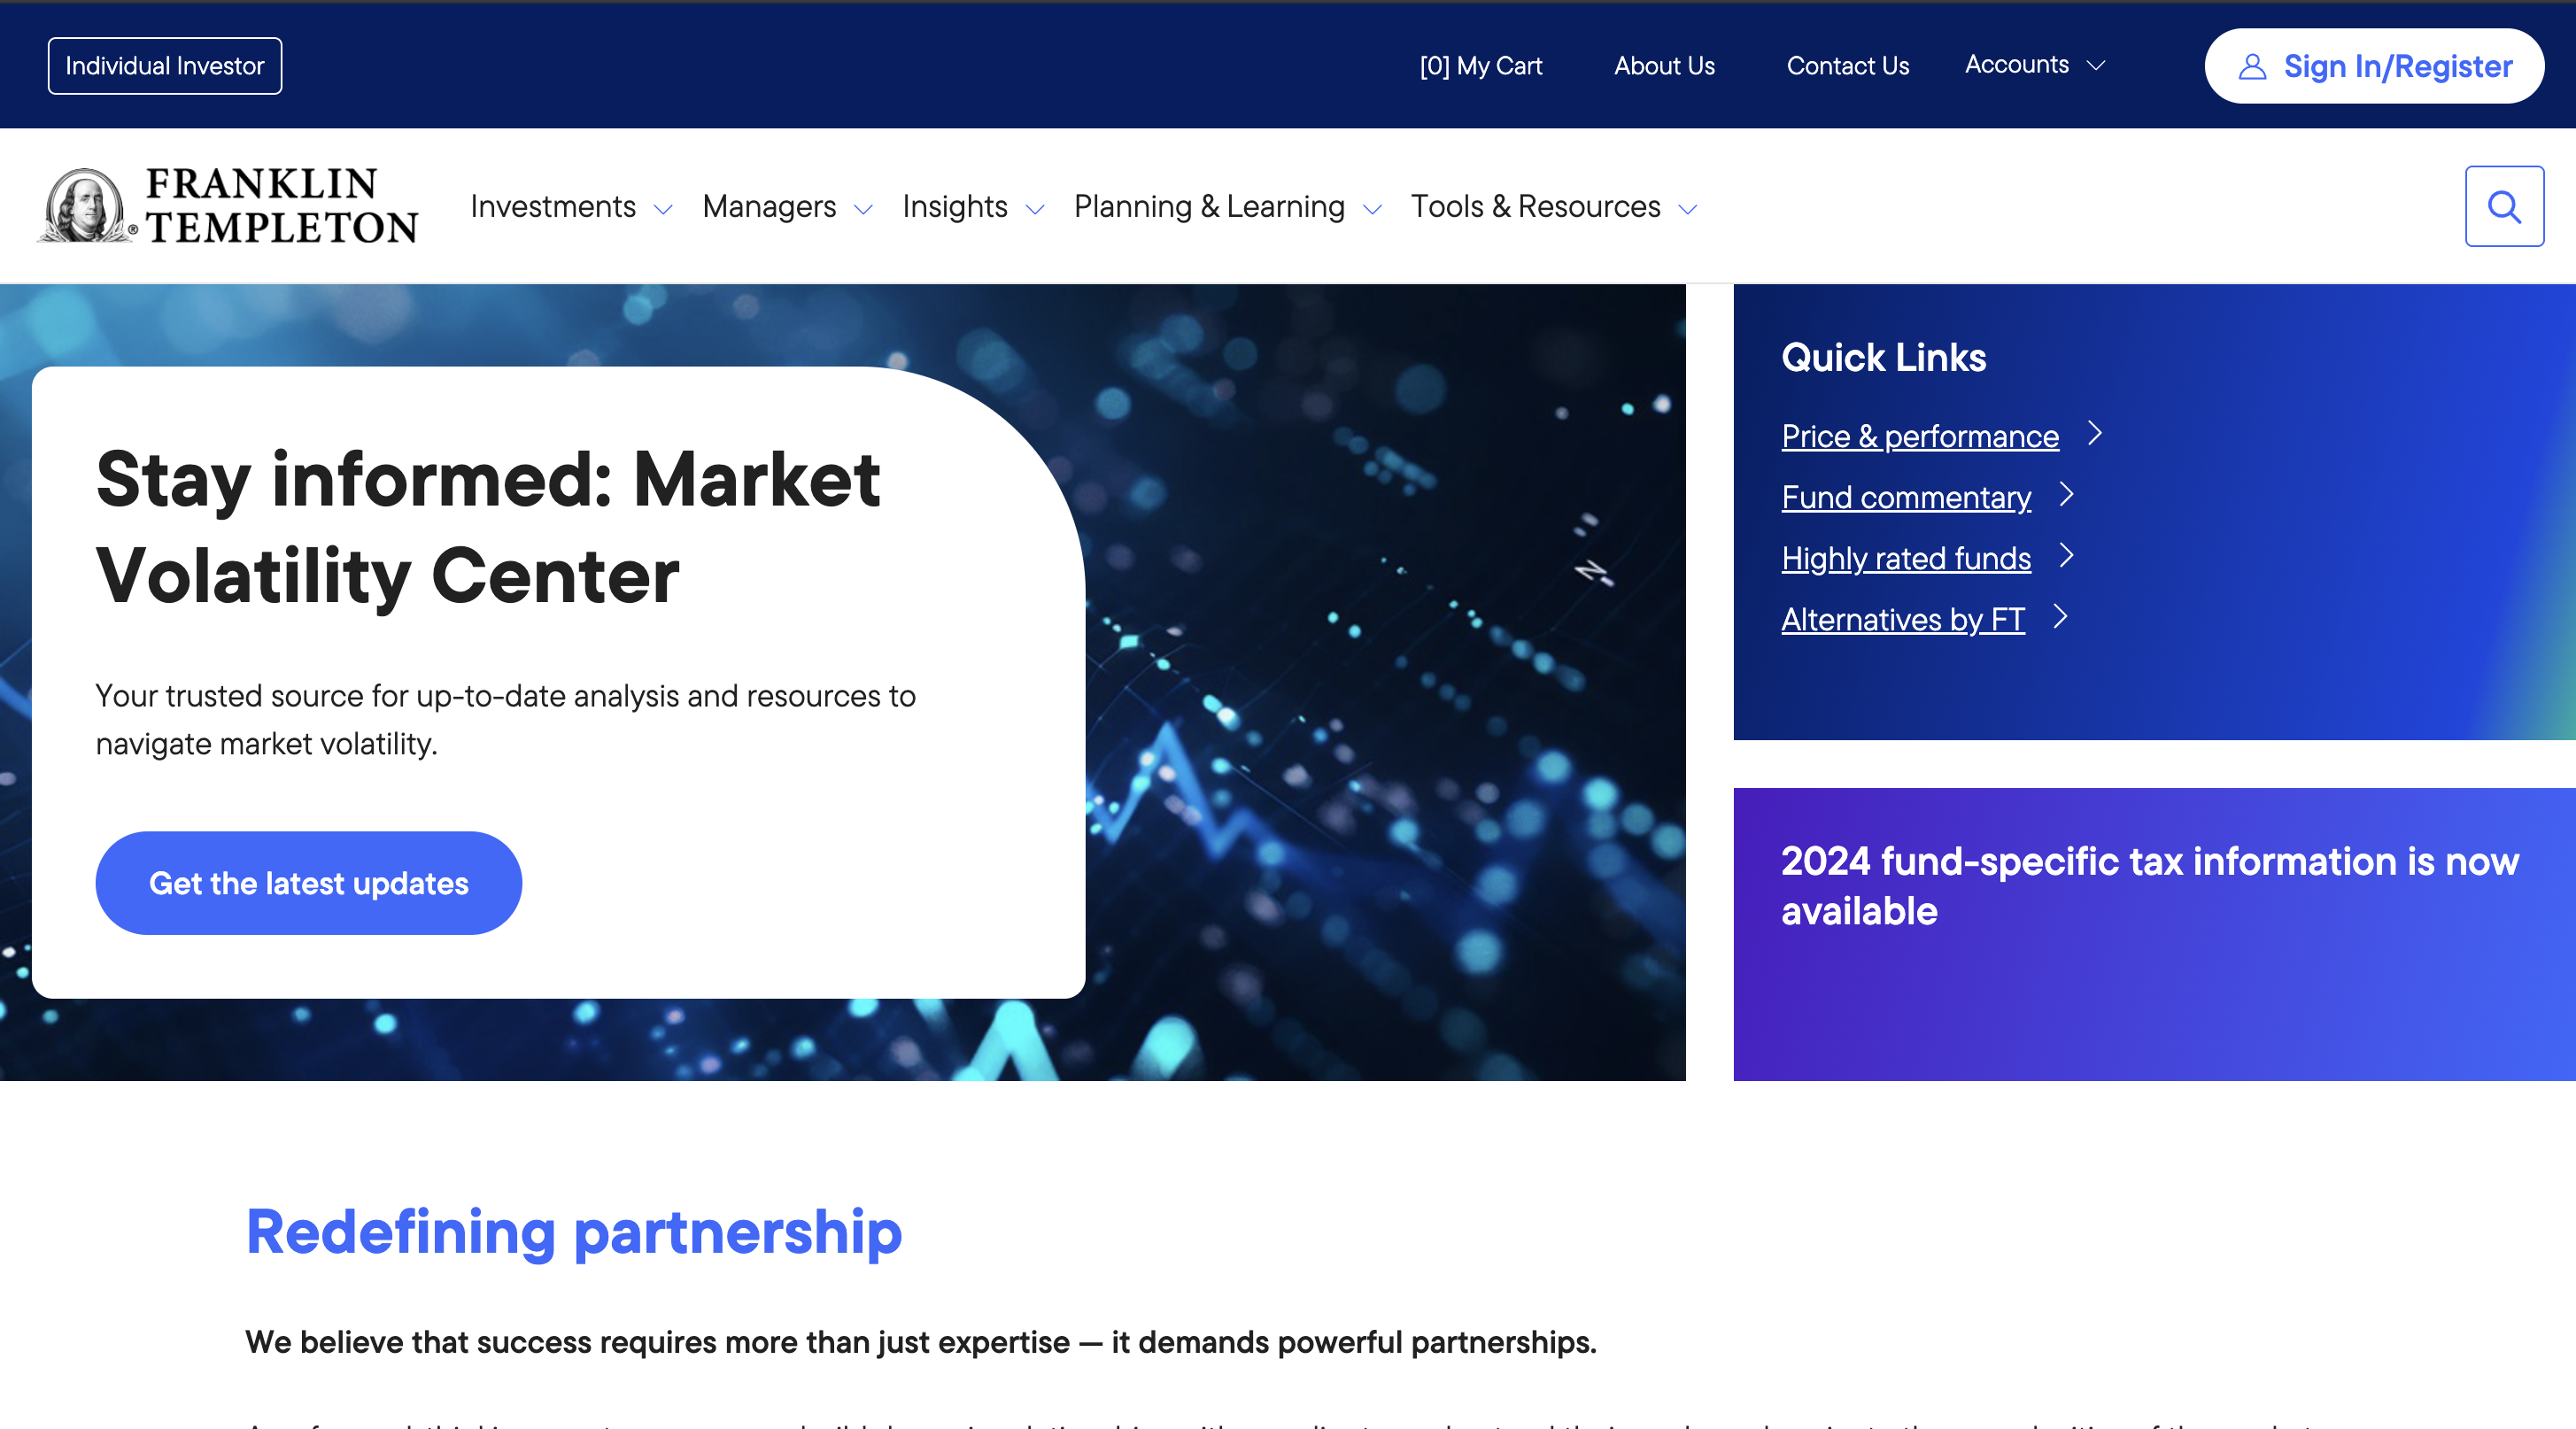 Individual Investor
[0] My Cart
About Us
Contact Us
Accounts
Sign In/Register
FRANKLIN
TEMPLETON
®
Investments
Managers
Insights
Planning & Learning
Tools & Resources
Stay informed: Market
Volatility Center
Your trusted source for up-to-date analysis and resources to
navigate market volatility.
Get the latest updates
Quick Links
Price & performance
Fund commentary
Highly rated funds
Alternatives by FT
2024 fund-specific tax information is now
available
Redefining partnership
We believe that success requires more than just expertise — it demands powerful partnerships.